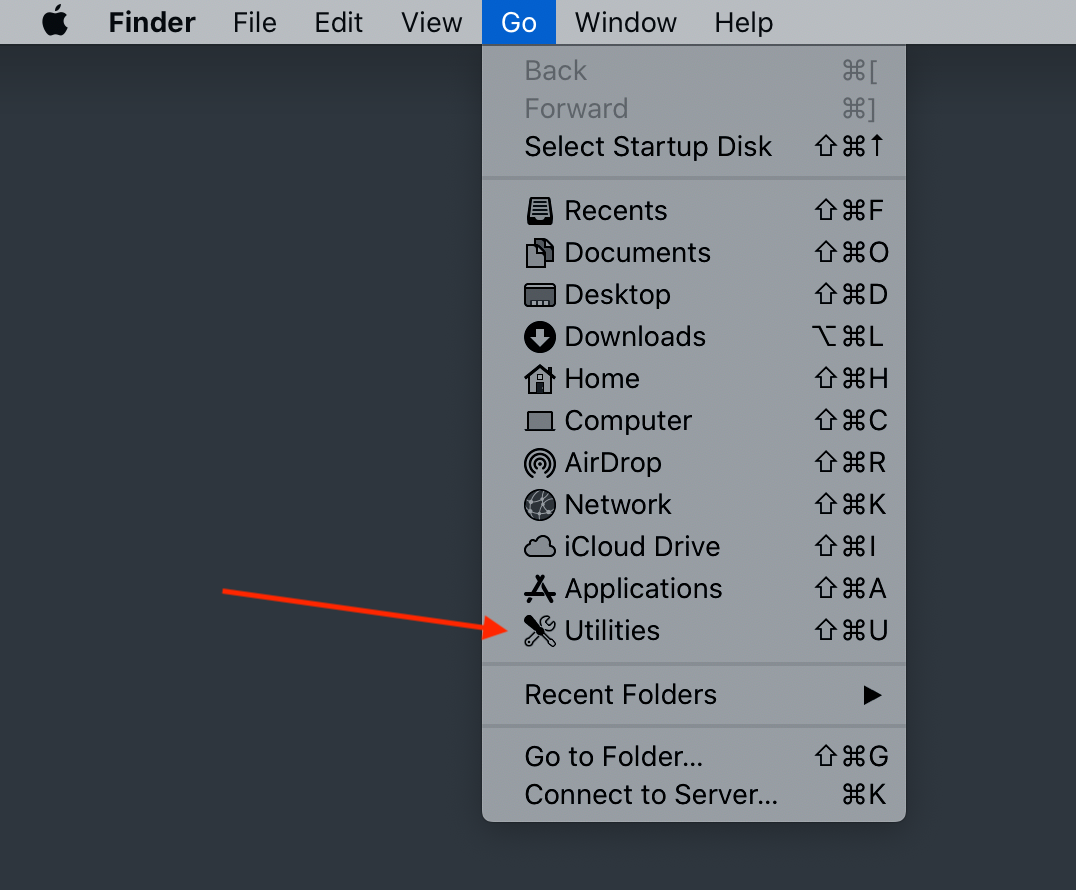 Finder File Edit View Go Window Help
Back ⌘[
Forward ⌘]
Select Startup Disk ⇧⌘↑
Recents ⇧⌘F
Documents ⇧⌘O
Desktop ⇧⌘D
Downloads ⌥⌘L
Home ⇧⌘H
Computer ⇧⌘C
AirDrop ⇧⌘R
Network ⇧⌘K
iCloud Drive ⇧⌘I
Applications ⇧⌘A
Utilities ⇧⌘U
Recent Folders ▶
Go to Folder... ⇧⌘G
Connect to Server... ⌘K